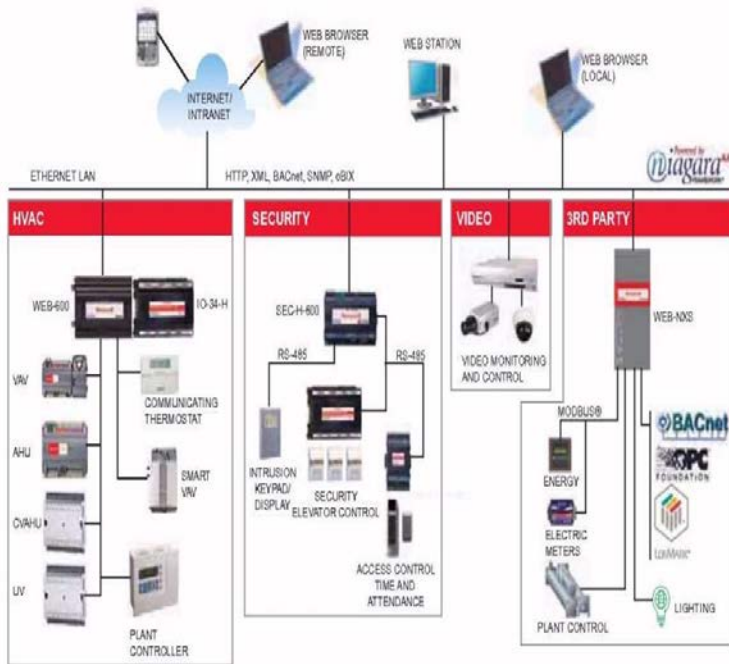 WEB BROWSER
(REMOTE)
WEB STATION
WEB BROWSER
(LOCAL)
INTERNET/
INTRANET
Powered by
niagara
ETHERNET LAN
HTTP, XML, BACnet, SNMP, oBIX
HVAC
SECURITY
VIDEO
3RD PARTY
WEB-600
IO-34-H
SEC-H-600
WEB-NXS
RS-485
RS-485
VIDEO MONITORING
AND CONTROL
VAV
COMMUNICATING
THERMOSTAT
MODBUS®
BACnet
AHU
SMART
VAV
INTRUSION
KEYPAD/
DISPLAY
SECURITY
ELEVATOR CONTROL
ENERGY
OPC
FOUNDATION
CVAHU
ELECTRIC
METERS
LONMARK®
ACCESS CONTROL
TIME AND
ATTENDANCE
UV
PLANT
CONTROLLER
PLANT CONTROL
LIGHTING